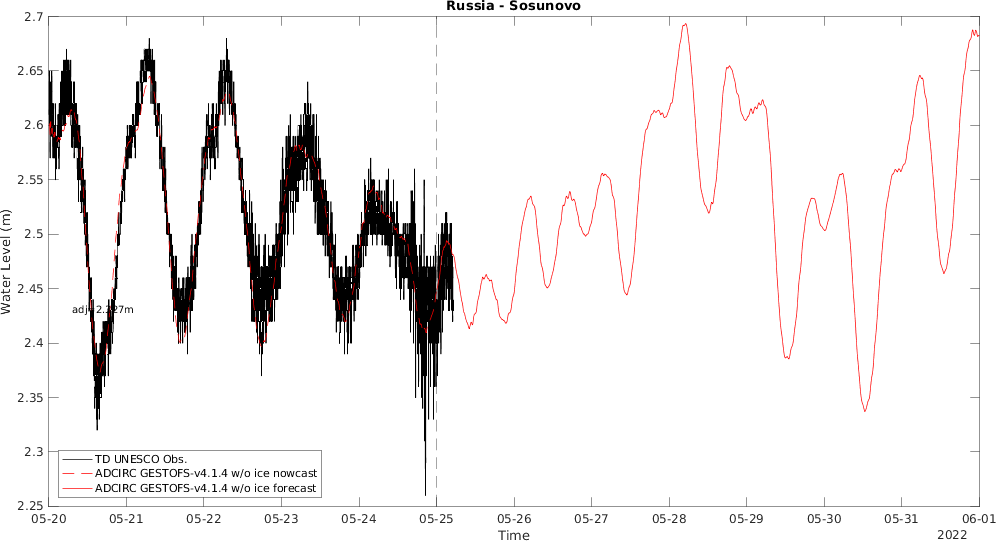 Russia - Sosunovo
2.7
2.65
2.6
2.55
2.5
2.45
2.4
2.35
2.3
2.25
Water Level (m)
adj
TD UNESCO Obs.
ADCIRC GESTOFS-v4.1.4 w/o ice nowcast
ADCIRC GESTOFS-v4.1.4 w/o ice forecast
05-20 05-21 05-22 05-23 05-24 05-25 05-26 05-27 05-28 05-29 05-30 05-31 06-01
Time
2022